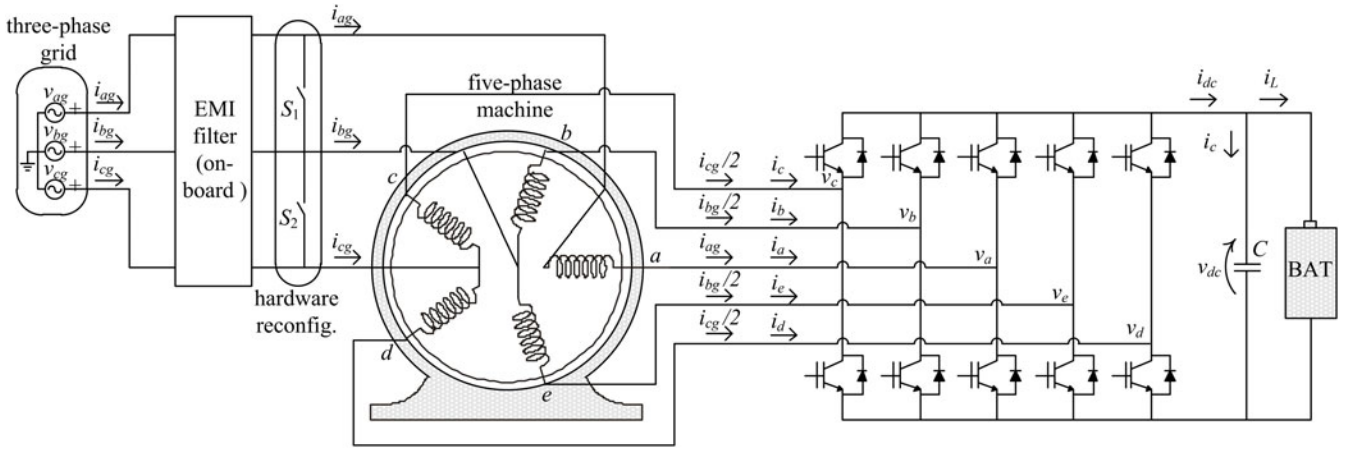 three-phase
grid
v_ag
+
i_ag
v_bg
+
i_bg
v_cg
+
i_cg
EMI
filter
(on-
board )
S_1
S_2
hardware
reconfig.
i_ag
i_bg
i_cg
five-phase
machine
a
b
c
d
e
i_cg/2
i_c
i_bg/2
i_b
i_ag
i_a
i_bg/2
i_e
i_cg/2
i_d
v_c
v_b
v_a
v_e
v_d
i_dc
i_L
i_c
v_dc
C
BAT